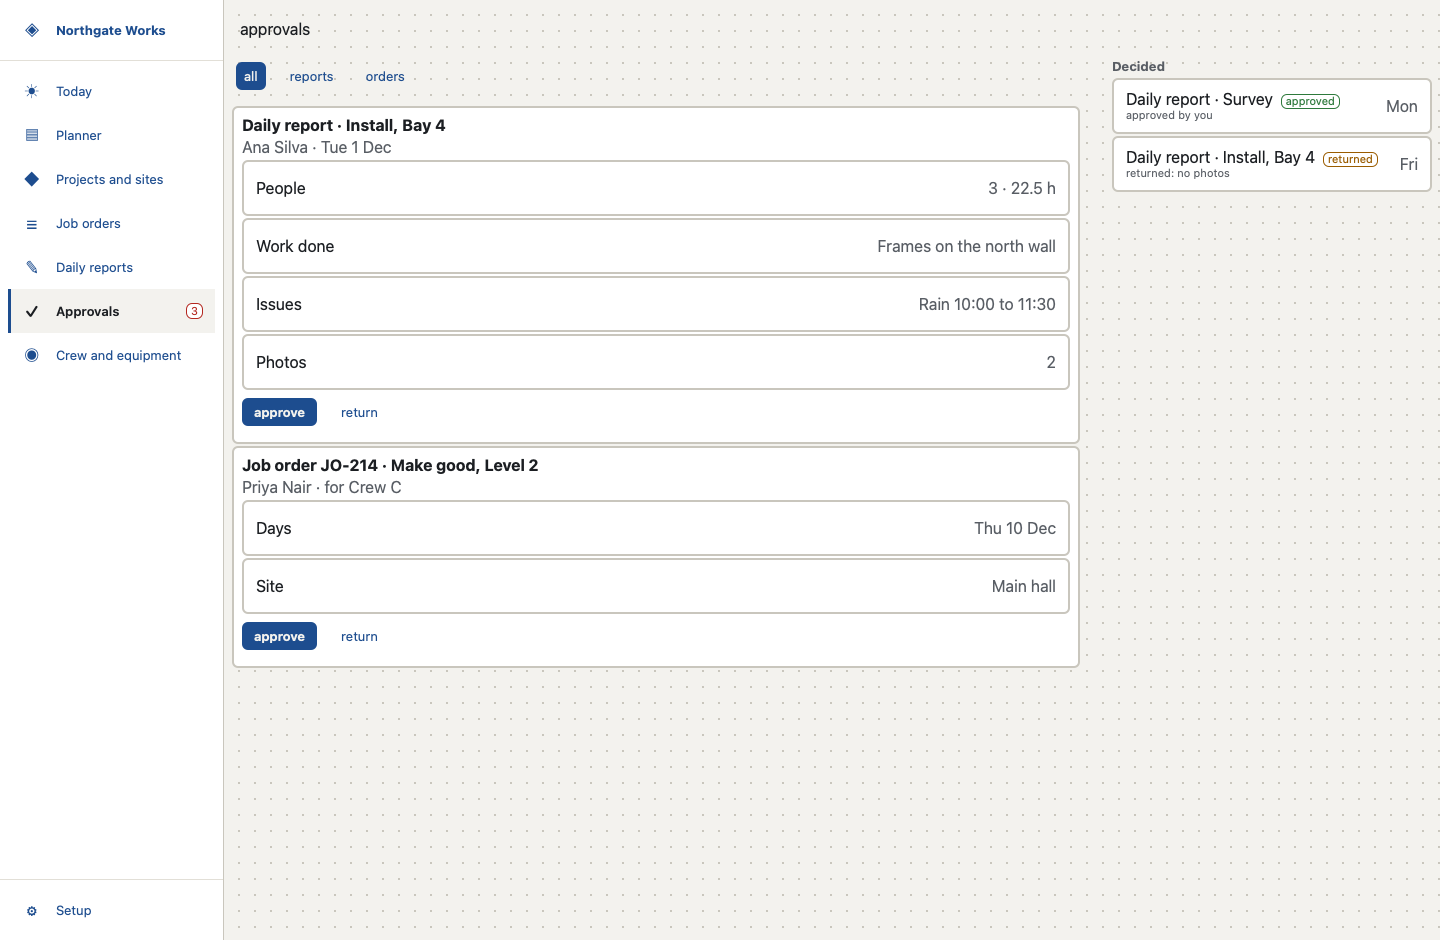 Northgate Works
Today
Planner
Projects and sites
Job orders
Daily reports
Approvals 3
Crew and equipment
Setup
approvals
all reports orders
Daily report · Install, Bay 4
Ana Silva · Tue 1 Dec
People 3 · 22.5 h
Work done Frames on the north wall
Issues Rain 10:00 to 11:30
Photos 2
approve return
Job order JO-214 · Make good, Level 2
Priya Nair · for Crew C
Days Thu 10 Dec
Site Main hall
approve return
Decided
Daily report · Survey approved Mon
approved by you
Daily report · Install, Bay 4 returned Fri
returned: no photos